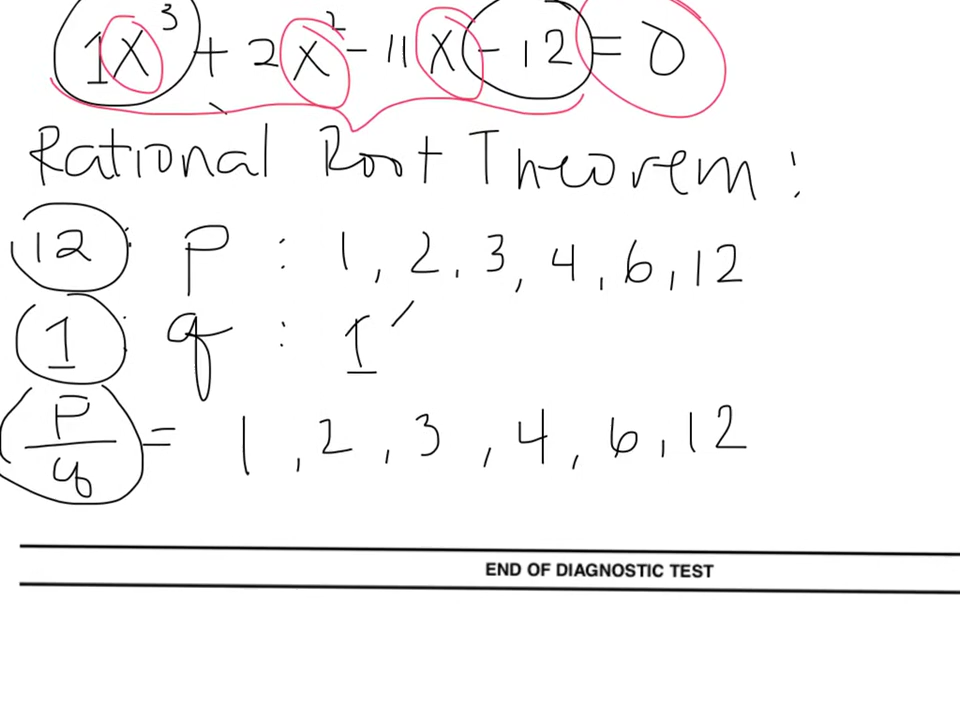 1x³ + 2x² - 11x - 12 = 0
Rational Root Theorem :
12 : p : 1, 2, 3, 4, 6, 12
1 : q : 1
p/q = 1, 2, 3, 4, 6, 12
END OF DIAGNOSTIC TEST